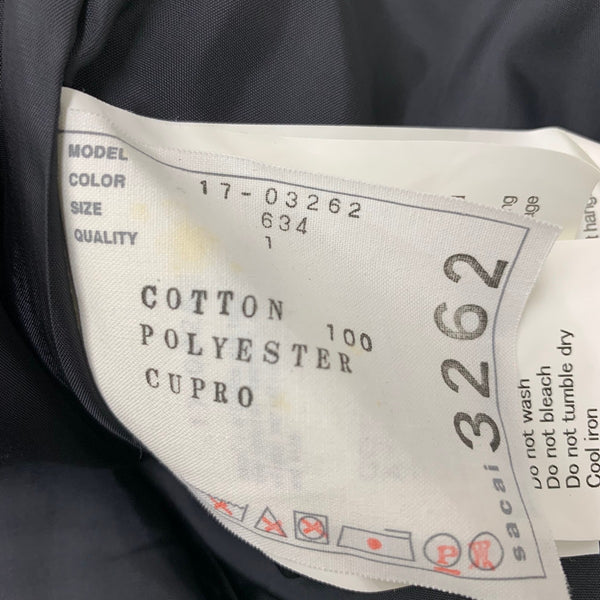 MODEL 17-03262
COLOR 634
SIZE 1
QUALITY
COTTON 100
POLYESTER
CUPRO
3262
sacai
P
Do not wash
Do not bleach
Do not tumble dry
Cool iron